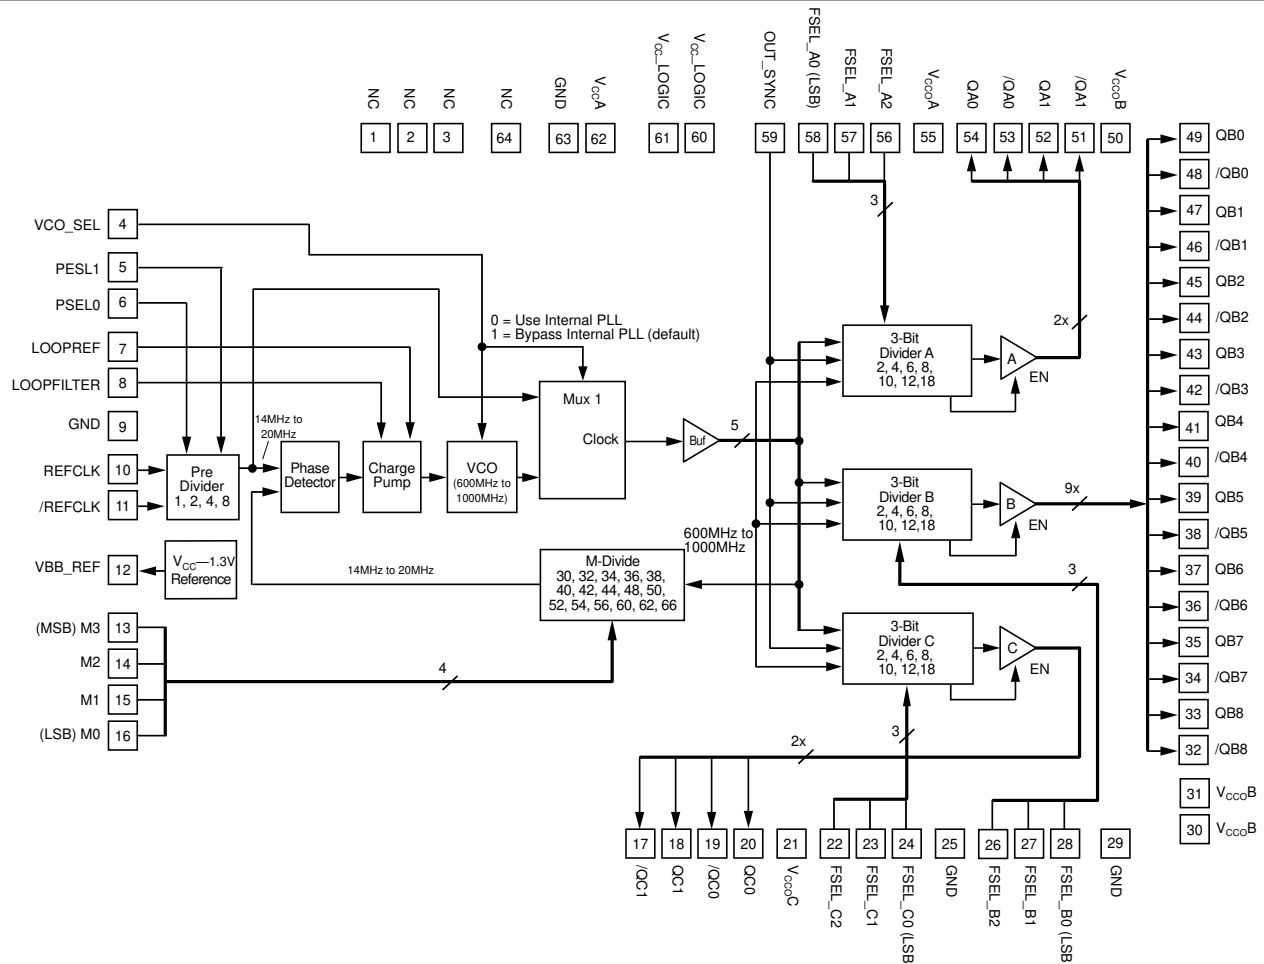 NC
NC
NC
NC
GND
VCCA
VCC_LOGIC
VCC_LOGIC
OUT_SYNC
FSEL_A0 (LSB)
FSEL_A1
FSEL_A2
VCCOA
QA0
/QA0
QA1
/QA1
VCCOB
1
2
3
64
63
62
61
60
59
58
57
56
55
54
53
52
51
50
49 QB0
48 /QB0
47 QB1
46 /QB1
45 QB2
44 /QB2
43 QB3
42 /QB3
41 QB4
40 /QB4
39 QB5
38 /QB5
37 QB6
36 /QB6
35 QB7
34 /QB7
33 QB8
32 /QB8
31 VCCOB
30 VCCOB
VCO_SEL 4
PESL1 5
PSEL0 6
LOOPREF 7
LOOPFILTER 8
GND 9
REFCLK 10
/REFCLK 11
VBB_REF 12
(MSB) M3 13
M2 14
M1 15
(LSB) M0 16
0 = Use Internal PLL
1 = Bypass Internal PLL (default)
14MHz to
20MHz
Pre
Divider
1, 2, 4, 8
Phase
Detector
Charge
Pump
VCO
(600MHz to
1000MHz)
Mux 1
Clock
Buf
5
3
3-Bit
Divider A
2, 4, 6, 8,
10, 12,18
A
EN
2x
3-Bit
Divider B
2, 4, 6, 8,
10, 12,18
B
EN
9x
600MHz to
1000MHz
VCC—1.3V
Reference
14MHz to 20MHz
M-Divide
30, 32, 34, 36, 38,
40, 42, 44, 48, 50,
52, 54, 56, 60, 62, 66
4
3
3-Bit
Divider C
2, 4, 6, 8,
10, 12,18
C
EN
3
2x
17
18
19
20
21
22
23
24
25
26
27
28
29
/QC1
QC1
/QC0
QC0
VCCOC
FSEL_C2
FSEL_C1
FSEL_C0 (LSB
GND
FSEL_B2
FSEL_B1
FSEL_B0 (LSB
GND